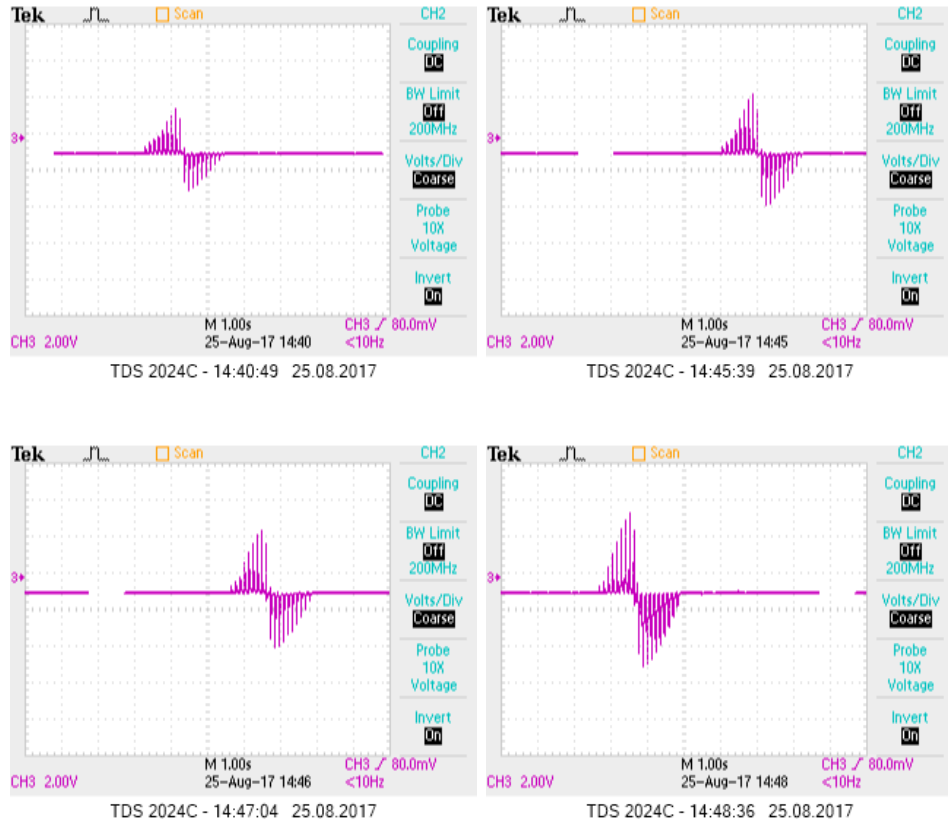 Tek Scan CH2
Coupling
DC
BW Limit
Off
200MHz
3
Volts/Div
Coarse
Probe
10X
Voltage
Invert
On
M 1.00s CH3 80.0mV
CH3 2.00V 25-Aug-17 14:40 <10Hz
TDS 2024C - 14:40:49 25.08.2017
Tek Scan CH2
Coupling
DC
BW Limit
Off
200MHz
3
Volts/Div
Coarse
Probe
10X
Voltage
Invert
On
M 1.00s CH3 80.0mV
CH3 2.00V 25-Aug-17 14:45 <10Hz
TDS 2024C - 14:45:39 25.08.2017
Tek Scan CH2
Coupling
DC
BW Limit
Off
200MHz
3
Volts/Div
Coarse
Probe
10X
Voltage
Invert
On
M 1.00s CH3 80.0mV
CH3 2.00V 25-Aug-17 14:46 <10Hz
TDS 2024C - 14:47:04 25.08.2017
Tek Scan CH2
Coupling
DC
BW Limit
Off
200MHz
3
Volts/Div
Coarse
Probe
10X
Voltage
Invert
On
M 1.00s CH3 80.0mV
CH3 2.00V 25-Aug-17 14:48 <10Hz
TDS 2024C - 14:48:36 25.08.2017